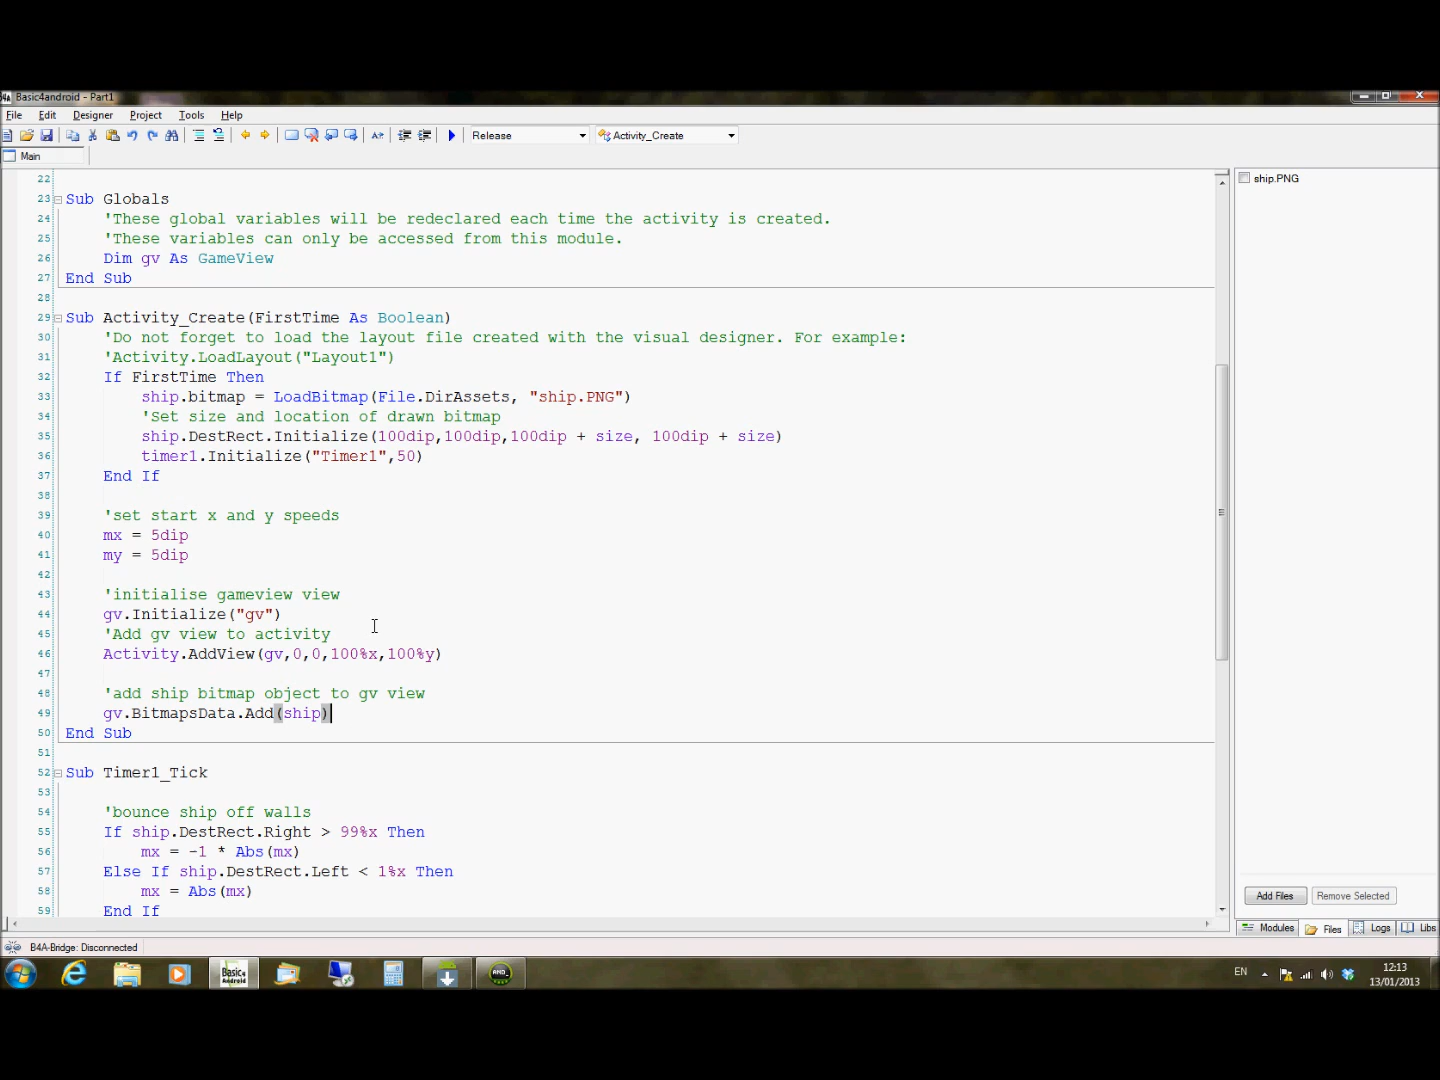 Basic4android - Part1
File Edit Designer Project Tools Help
Release Activity_Create
Main
22
23 Sub Globals
24 'These global variables will be redeclared each time the activity is created.
25 'These variables can only be accessed from this module.
26 Dim gv As GameView
27 End Sub
28
29 Sub Activity_Create(FirstTime As Boolean)
30 'Do not forget to load the layout file created with the visual designer. For example:
31 'Activity.LoadLayout("Layout1")
32 If FirstTime Then
33 ship.bitmap = LoadBitmap(File.DirAssets, "ship.PNG")
34 'Set size and location of drawn bitmap
35 ship.DestRect.Initialize(100dip,100dip,100dip + size, 100dip + size)
36 timer1.Initialize("Timer1",50)
37 End If
38
39 'set start x and y speeds
40 mx = 5dip
41 my = 5dip
42
43 'initialise gameview view
44 gv.Initialize("gv")
45 'Add gv view to activity
46 Activity.AddView(gv,0,0,100%x,100%y)
47
48 'add ship bitmap object to gv view
49 gv.BitmapsData.Add(ship)
50 End Sub
51
52 Sub Timer1_Tick
53
54 'bounce ship off walls
55 If ship.DestRect.Right > 99%x Then
56 mx = -1 * Abs(mx)
57 Else If ship.DestRect.Left < 1%x Then
58 mx = Abs(mx)
59 End If
ship.PNG
Add Files Remove Selected
Modules Files Logs Libs
B4A-Bridge: Disconnected
Basic4 Android
AMD
EN
12:13
13/01/2013